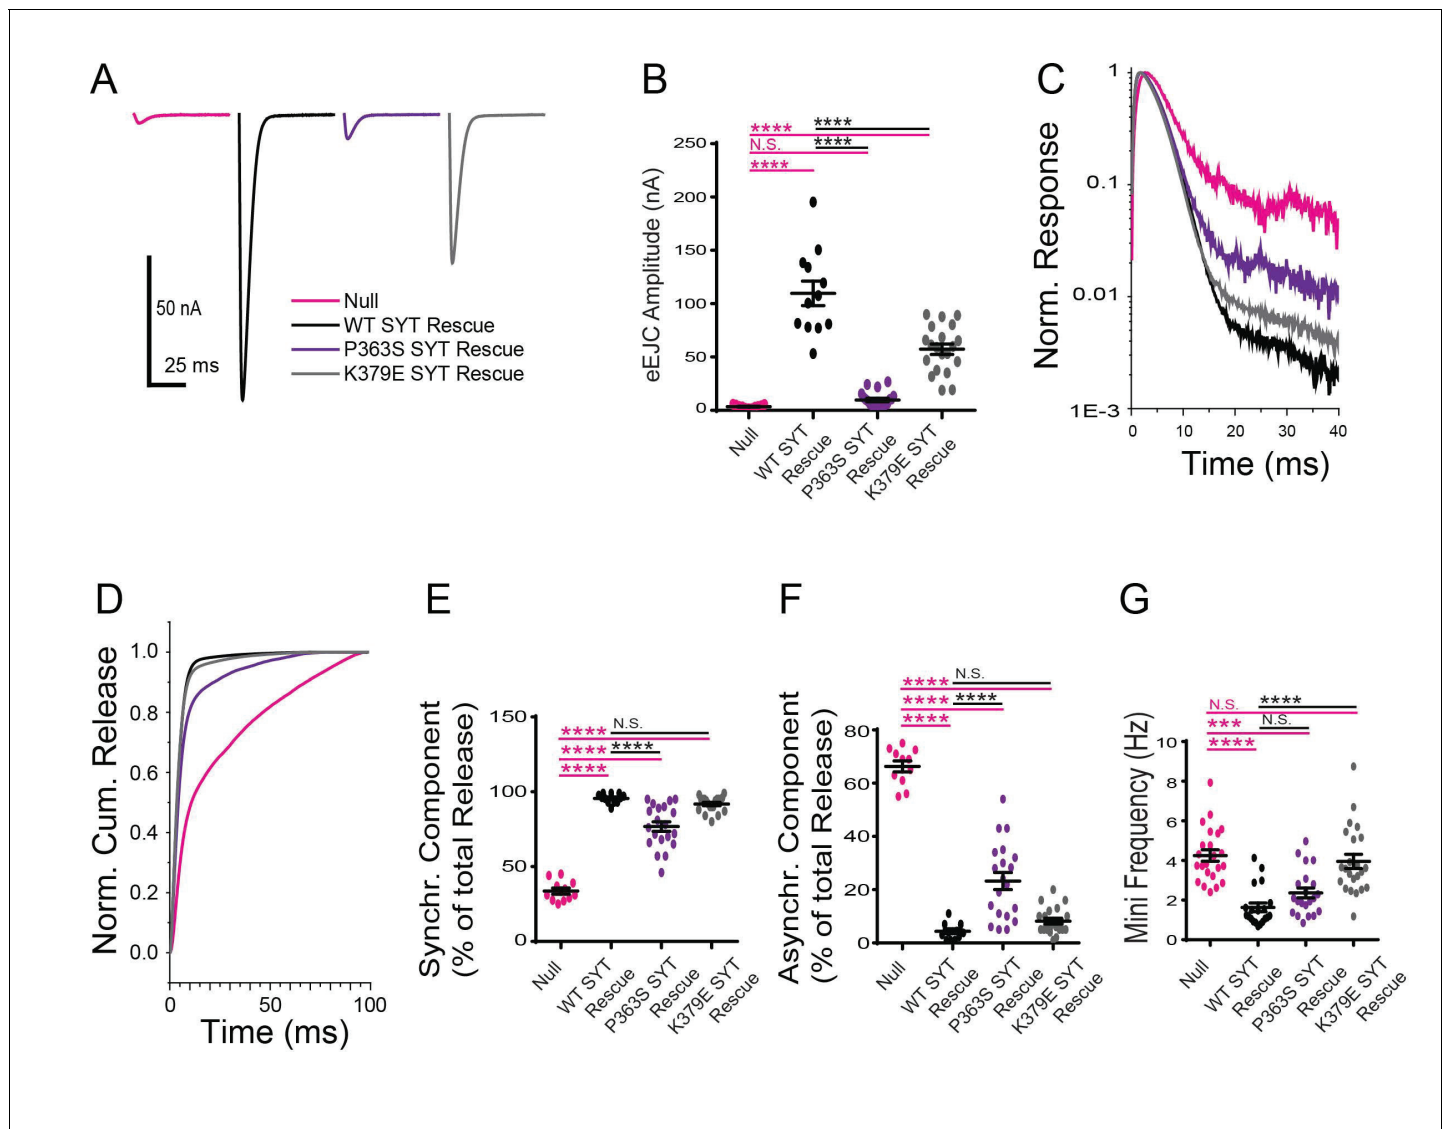 A
50 nA
25 ms
Null
WT SYT Rescue
P363S SYT Rescue
K379E SYT Rescue
B
****
****
N.S.
****
****
eEJC Amplitude (nA)
250
200
150
100
50
0
Null
WT SYT
Rescue
P363S SYT
Rescue
K379E SYT
Rescue
C
Norm. Response
1
0.1
0.01
1E-3
0
10
20
30
40
Time (ms)
D
Norm. Cum. Release
1.0
0.8
0.6
0.4
0.2
0.0
0
50
100
Time (ms)
E
Synchr. Component
(% of total Release)
150
100
50
0
****
N.S.
****
****
****
Null
WT SYT
Rescue
P363S SYT
Rescue
K379E SYT
Rescue
F
Asynchr. Component
(% of total Release)
80
60
40
20
0
****
N.S.
****
****
****
Null
WT SYT
Rescue
P363S SYT
Rescue
K379E SYT
Rescue
G
Mini Frequency (Hz)
10
8
6
4
2
0
N.S.
****
***
N.S.
****
Null
WT SYT
Rescue
P363S SYT
Rescue
K379E SYT
Rescue